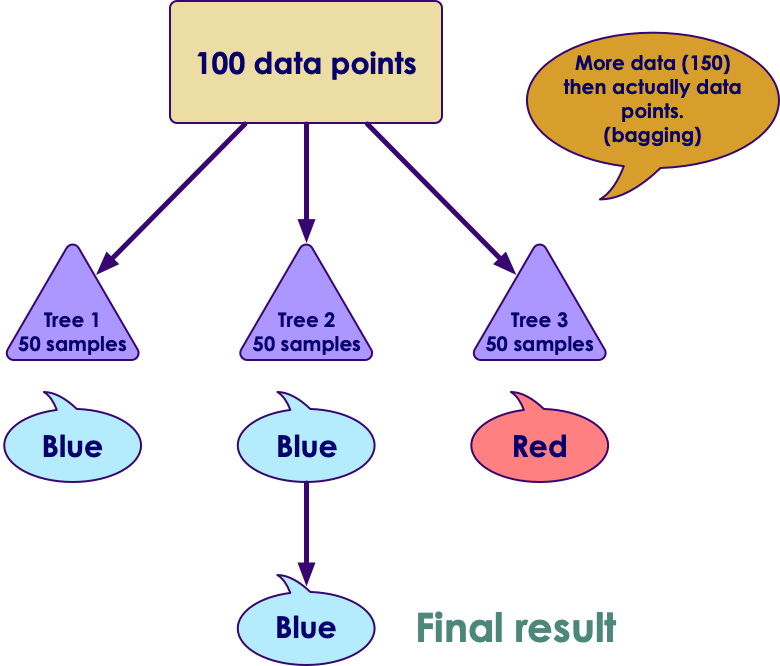 100 data points
More data (150)
then actually data
points.
(bagging)
Tree 1
50 samples
Tree 2
50 samples
Tree 3
50 samples
Blue
Blue
Red
Blue
Final result